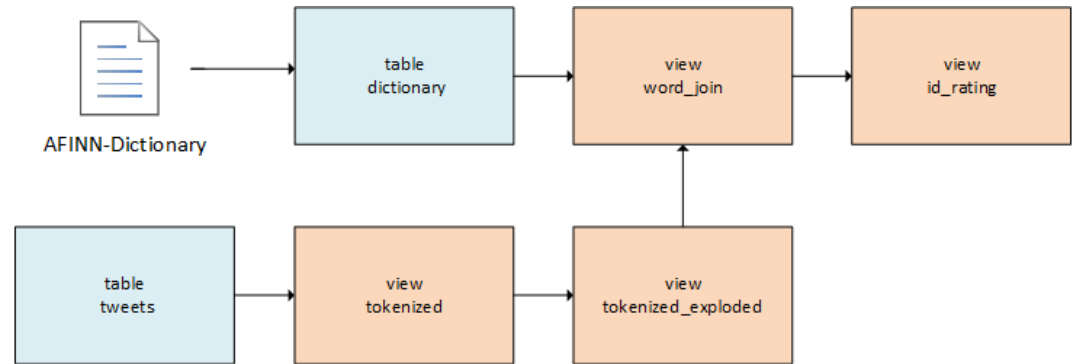 table
dictionary
view
word_join
view
id_rating
AFINN-Dictionary
table
tweets
view
tokenized
view
tokenized_exploded